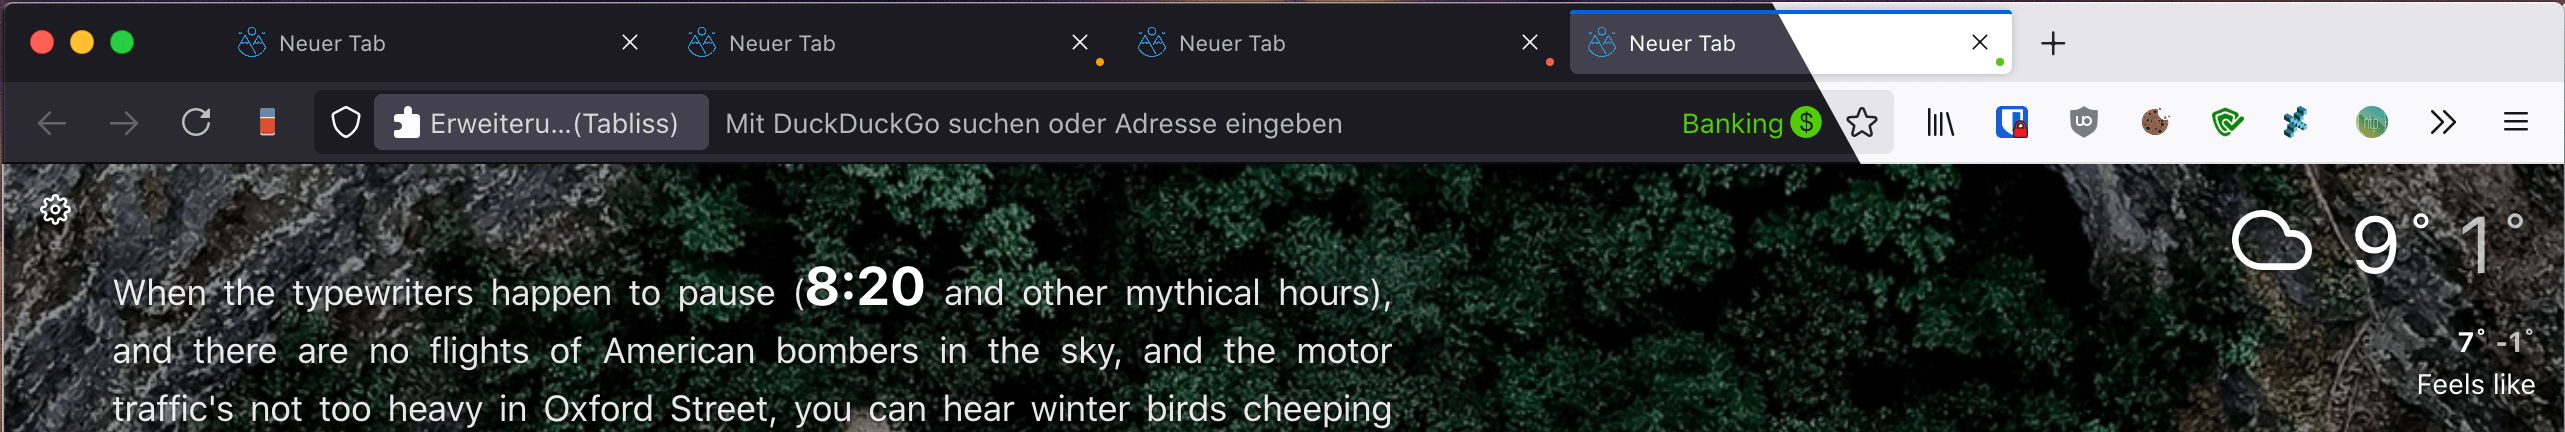 Neuer Tab
Neuer Tab
Neuer Tab
Neuer Tab
Erweiteru...(Tabliss)
Mit DuckDuckGo suchen oder Adresse eingeben
Banking $
9° 1°
When the typewriters happen to pause (8:20 and other mythical hours),
and there are no flights of American bombers in the sky, and the motor
traffic's not too heavy in Oxford Street, you can hear winter birds cheeping
7° -1°
Feels like